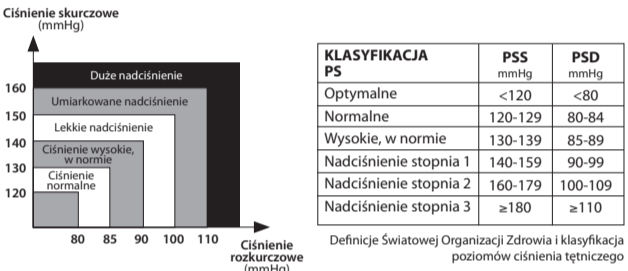 Ciśnienie skurczowe
(mmHg)
Duże nadciśnienie
160
Umiarkowane nadciśnienie
150
Lekkie nadciśnienie
140
Ciśnienie wysokie,
w normie
130
Ciśnienie
normalne
120
80 85 90 100 110
Ciśnienie
rozkurczowe
(mmHg)
KLASYFIKACJA PSS PSD
PS mmHg mmHg
Optymalne <120 <80
Normalne 120-129 80-84
Wysokie, w normie 130-139 85-89
Nadciśnienie stopnia 1 140-159 90-99
Nadciśnienie stopnia 2 160-179 100-109
Nadciśnienie stopnia 3 ≥180 ≥110
Definicje Światowej Organizacji Zdrowia i klasyfikacja
poziomów ciśnienia tętniczego